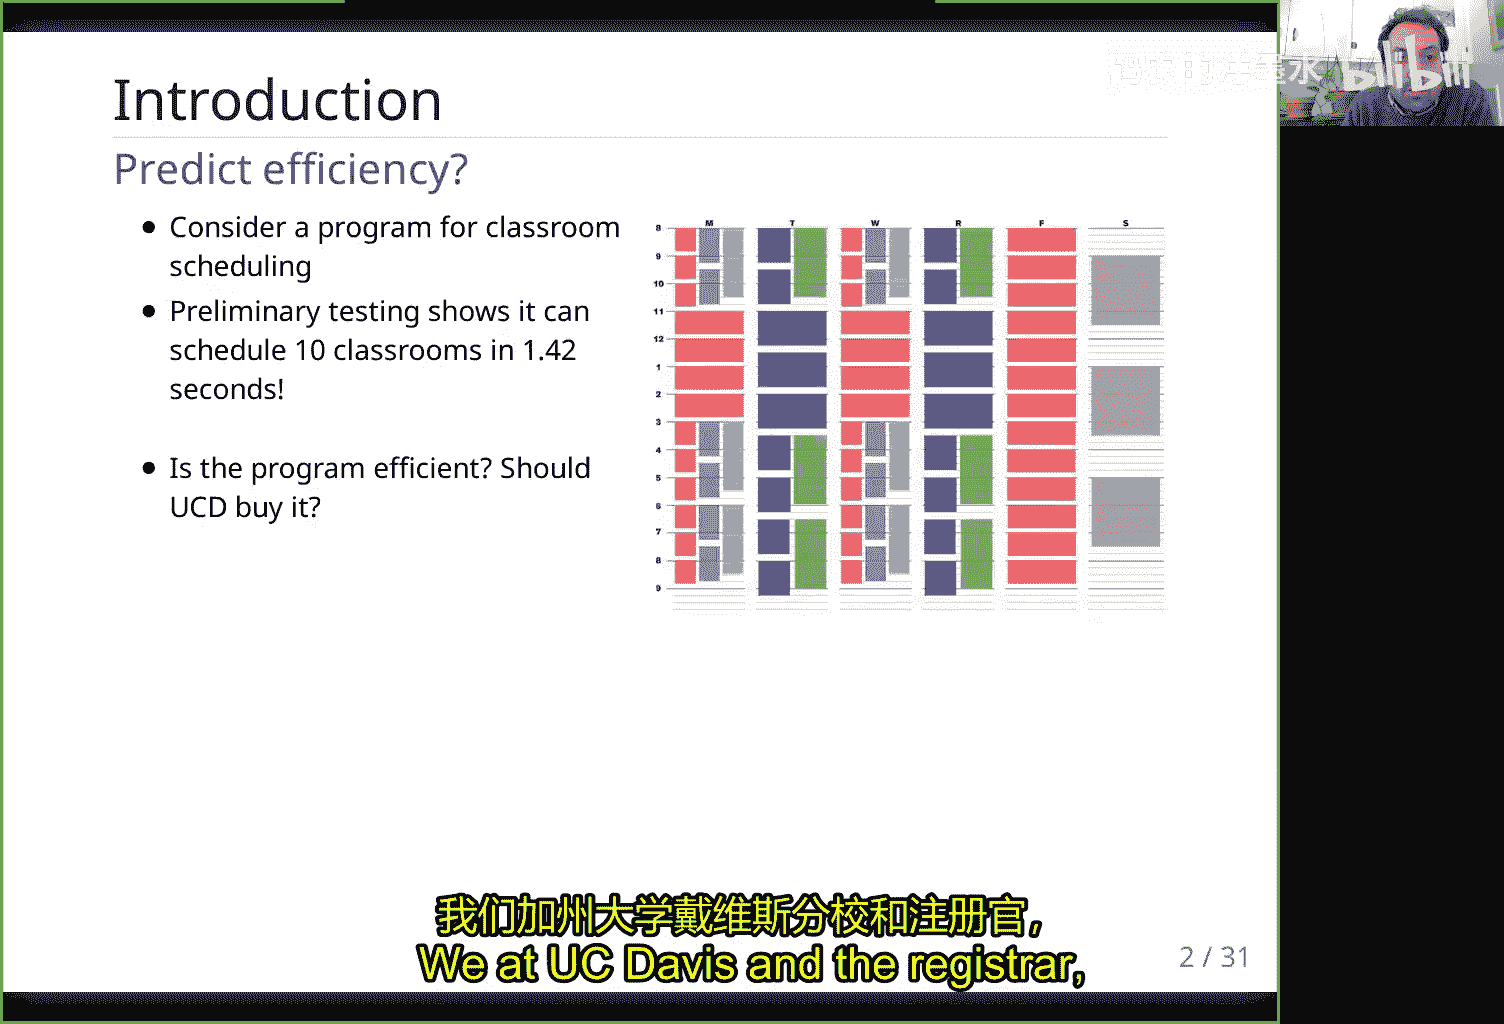 Introduction
Predict efficiency?
• Consider a program for classroom
scheduling
• Preliminary testing shows it can
schedule 10 classrooms in 1.42
seconds!
• Is the program efficient? Should
UCD buy it?
M T W R F S
8
9
10
11
12
1
2
3
4
5
6
7
8
9
bilibili
我们加州大学戴维斯分校和注册官，
We at UC Davis and the registrar,
2 / 31